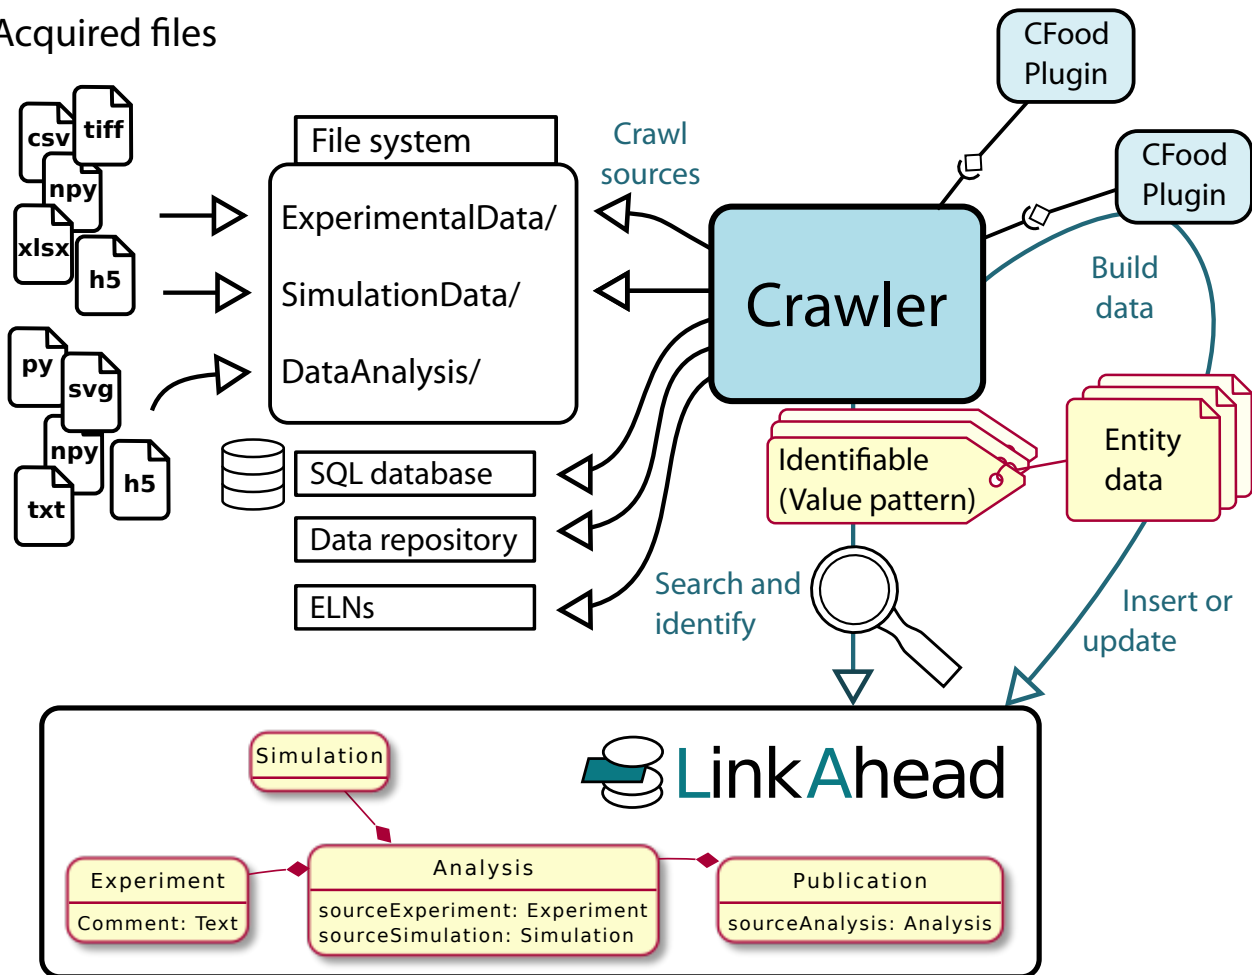 Acquired files
csv
tiff
npy
xlsx
h5
py
svg
npy
h5
txt
File system
ExperimentalData/
SimulationData/
DataAnalysis/
SQL database
Data repository
ELNs
Crawl
sources
Crawler
CFood
Plugin
CFood
Plugin
Build
data
Identifiable
(Value pattern)
Entity
data
Search and
identify
Insert or
update
LinkAhead
Simulation
Experiment
Comment: Text
Analysis
sourceExperiment: Experiment
sourceSimulation: Simulation
Publication
sourceAnalysis: Analysis